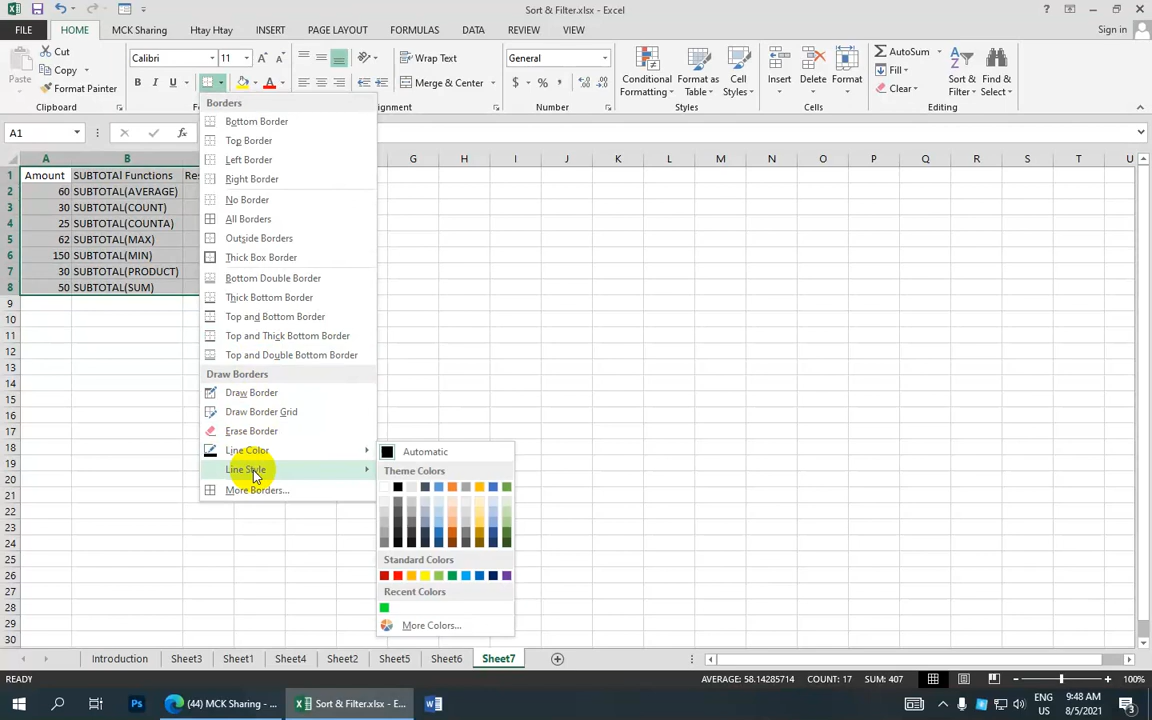 Sort & Filter.xlsx - Excel
FILE HOME MCK Sharing Htay Htay INSERT PAGE LAYOUT FORMULAS DATA REVIEW VIEW Sign in
Paste
Cut
Copy
Format Painter
Clipboard
Calibri 11
B I U
Wrap Text
Merge & Center
General
$ % ,
Number
Conditional Formatting
Format as Table
Cell Styles
Styles
Insert
Delete
Format
Cells
AutoSum
Fill
Clear
Sort & Filter
Find & Select
Editing
A1
fx
Borders
Bottom Border
Top Border
Left Border
Right Border
No Border
All Borders
Outside Borders
Thick Box Border
Bottom Double Border
Thick Bottom Border
Top and Bottom Border
Top and Thick Bottom Border
Top and Double Bottom Border
Draw Borders
Draw Border
Draw Border Grid
Erase Border
Line Color
Line Style
More Borders...
Automatic
Theme Colors
Standard Colors
Recent Colors
More Colors...
A B G H I J K L M N O P Q R S T U
1 Amount SUBTOTAl Functions
2 60 SUBTOTAL(AVERAGE)
3 30 SUBTOTAL(COUNT)
4 25 SUBTOTAL(COUNTA)
5 62 SUBTOTAL(MAX)
6 150 SUBTOTAL(MIN)
7 30 SUBTOTAL(PRODUCT)
8 50 SUBTOTAL(SUM)
9
10
11
12
13
14
15
16
17
18
19
20
21
22
23
24
25
26
27
28
29
30
Introduction Sheet3 Sheet1 Sheet4 Sheet2 Sheet5 Sheet6 Sheet7
READY AVERAGE: 58.14285714 COUNT: 17 SUM: 407 100%
(44) MCK Sharing - ... Sort & Filter.xlsx - E...
ENG US
9:48 AM
8/5/2021
3